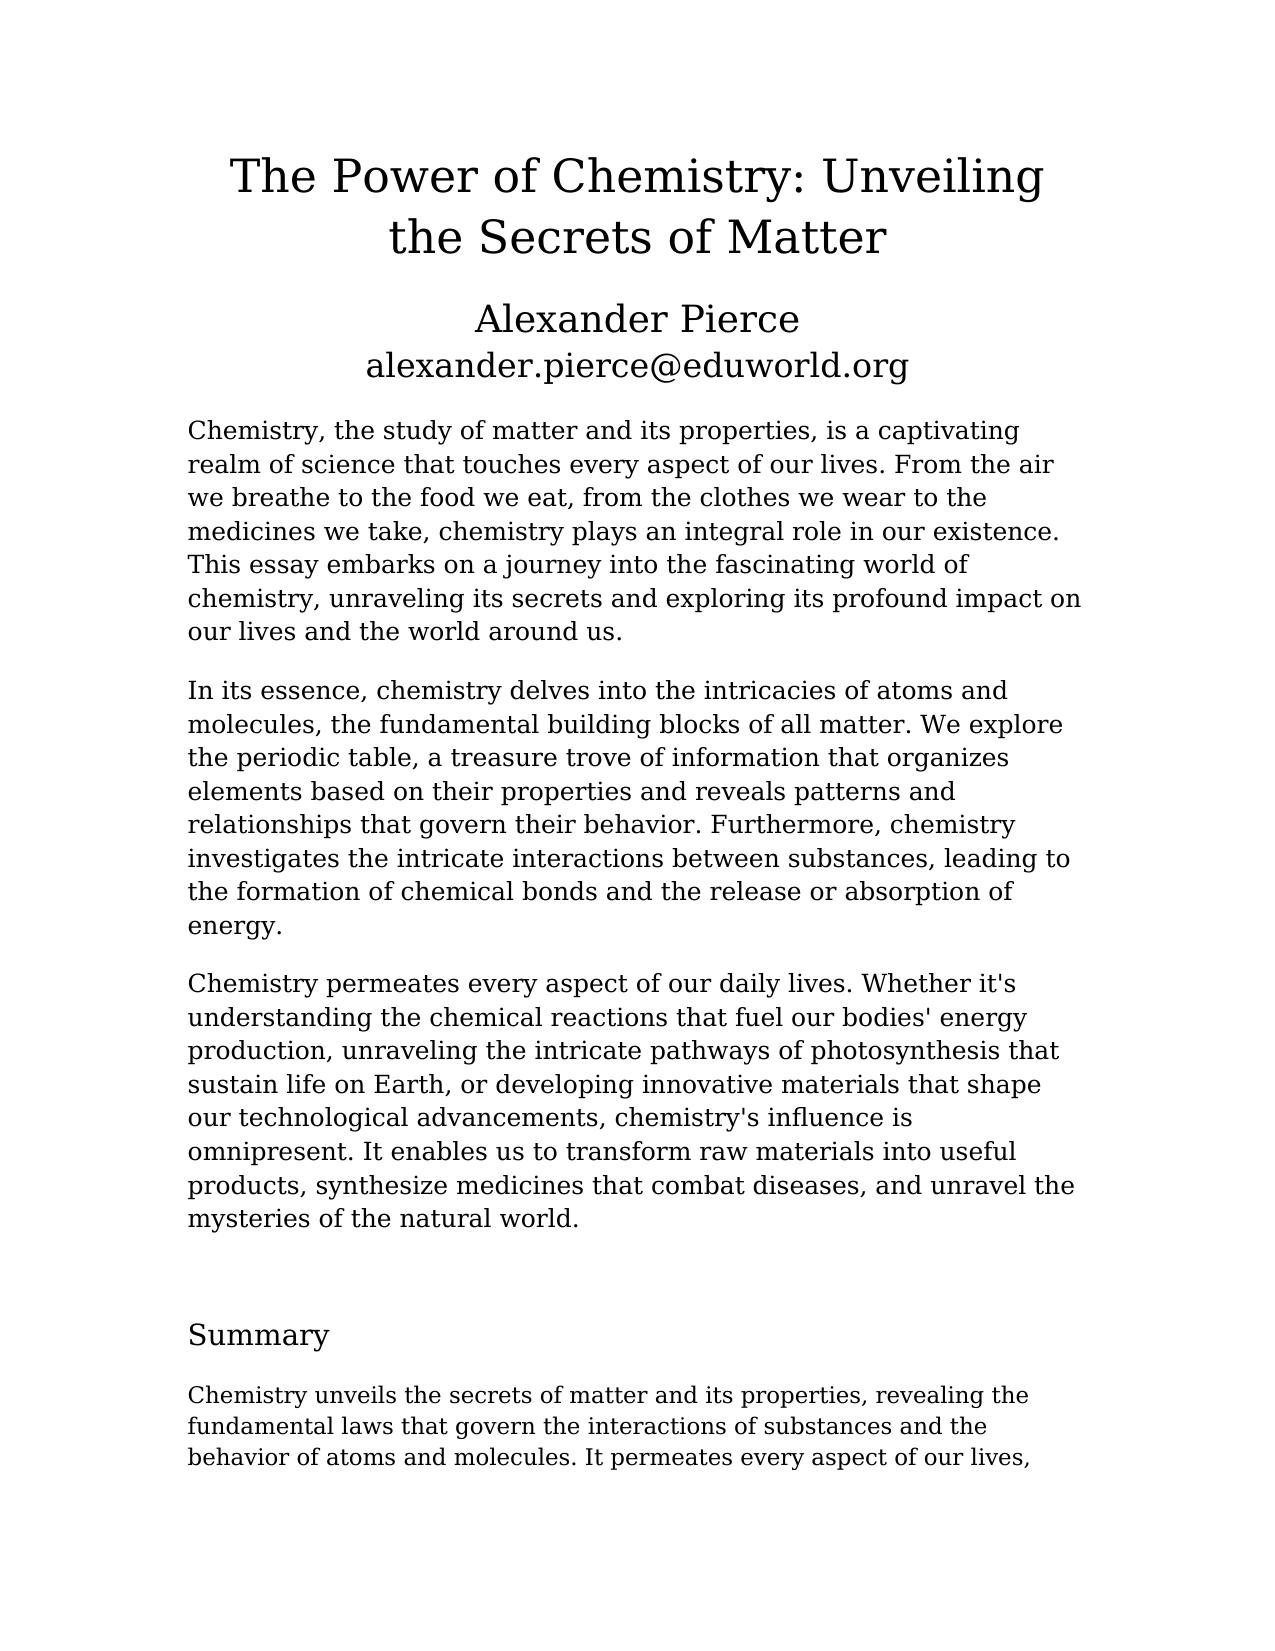 The Power of Chemistry: Unveiling
the Secrets of Matter
Alexander Pierce
alexander.pierce@eduworld.org
Chemistry, the study of matter and its properties, is a captivating
realm of science that touches every aspect of our lives. From the air
we breathe to the food we eat, from the clothes we wear to the
medicines we take, chemistry plays an integral role in our existence.
This essay embarks on a journey into the fascinating world of
chemistry, unraveling its secrets and exploring its profound impact on
our lives and the world around us.
In its essence, chemistry delves into the intricacies of atoms and
molecules, the fundamental building blocks of all matter. We explore
the periodic table, a treasure trove of information that organizes
elements based on their properties and reveals patterns and
relationships that govern their behavior. Furthermore, chemistry
investigates the intricate interactions between substances, leading to
the formation of chemical bonds and the release or absorption of
energy.
Chemistry permeates every aspect of our daily lives. Whether it's
understanding the chemical reactions that fuel our bodies' energy
production, unraveling the intricate pathways of photosynthesis that
sustain life on Earth, or developing innovative materials that shape
our technological advancements, chemistry's influence is
omnipresent. It enables us to transform raw materials into useful
products, synthesize medicines that combat diseases, and unravel the
mysteries of the natural world.
Summary
Chemistry unveils the secrets of matter and its properties, revealing the
fundamental laws that govern the interactions of substances and the
behavior of atoms and molecules. It permeates every aspect of our lives,